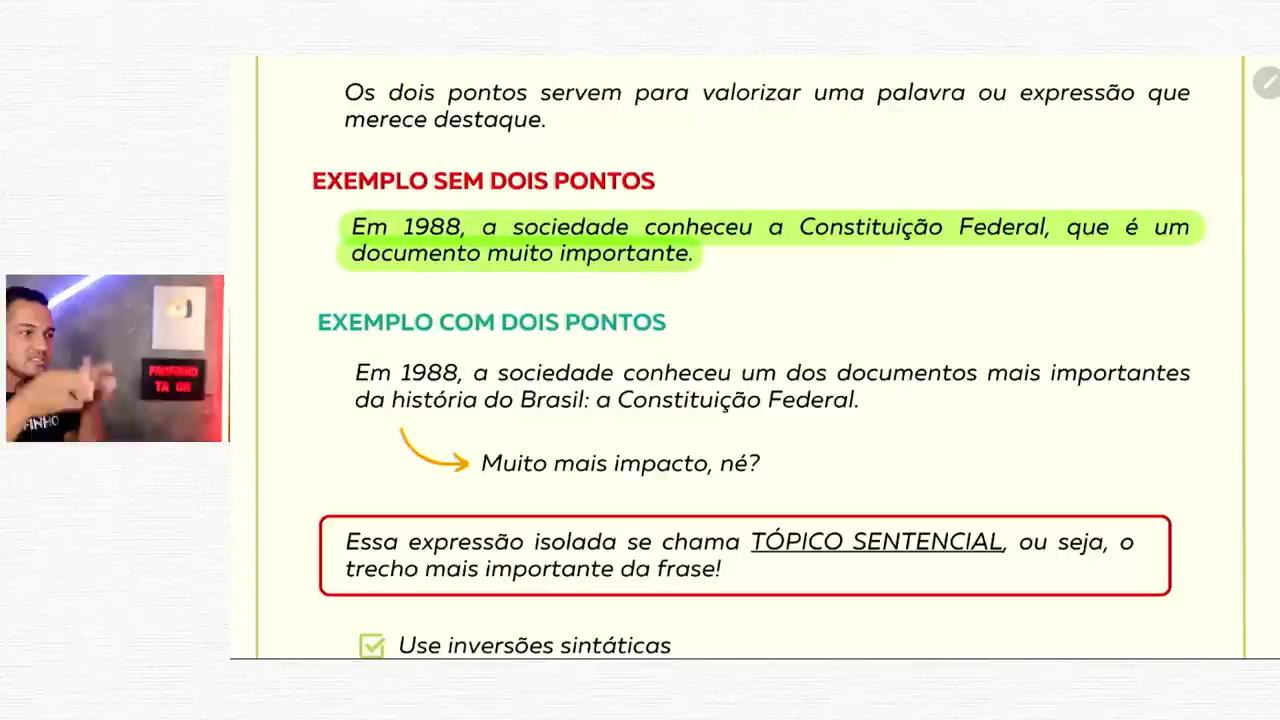 Os dois pontos servem para valorizar uma palavra ou expressão que
merece destaque.
EXEMPLO SEM DOIS PONTOS
Em 1988, a sociedade conheceu a Constituição Federal, que é um
documento muito importante.
EXEMPLO COM DOIS PONTOS
Em 1988, a sociedade conheceu um dos documentos mais importantes
da história do Brasil: a Constituição Federal.
Muito mais impacto, né?
Essa expressão isolada se chama TÓPICO SENTENCIAL, ou seja, o
trecho mais importante da frase!
Use inversões sintáticas
TA ON
FINHO